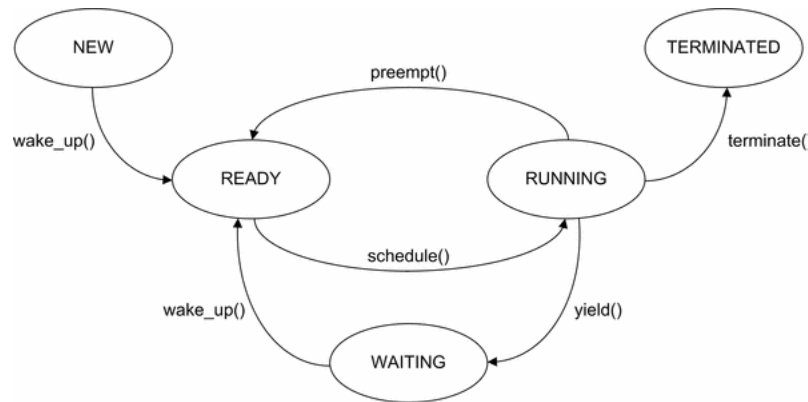 NEW
TERMINATED
preempt()
wake_up()
terminate()
READY
RUNNING
schedule()
wake_up()
yield()
WAITING